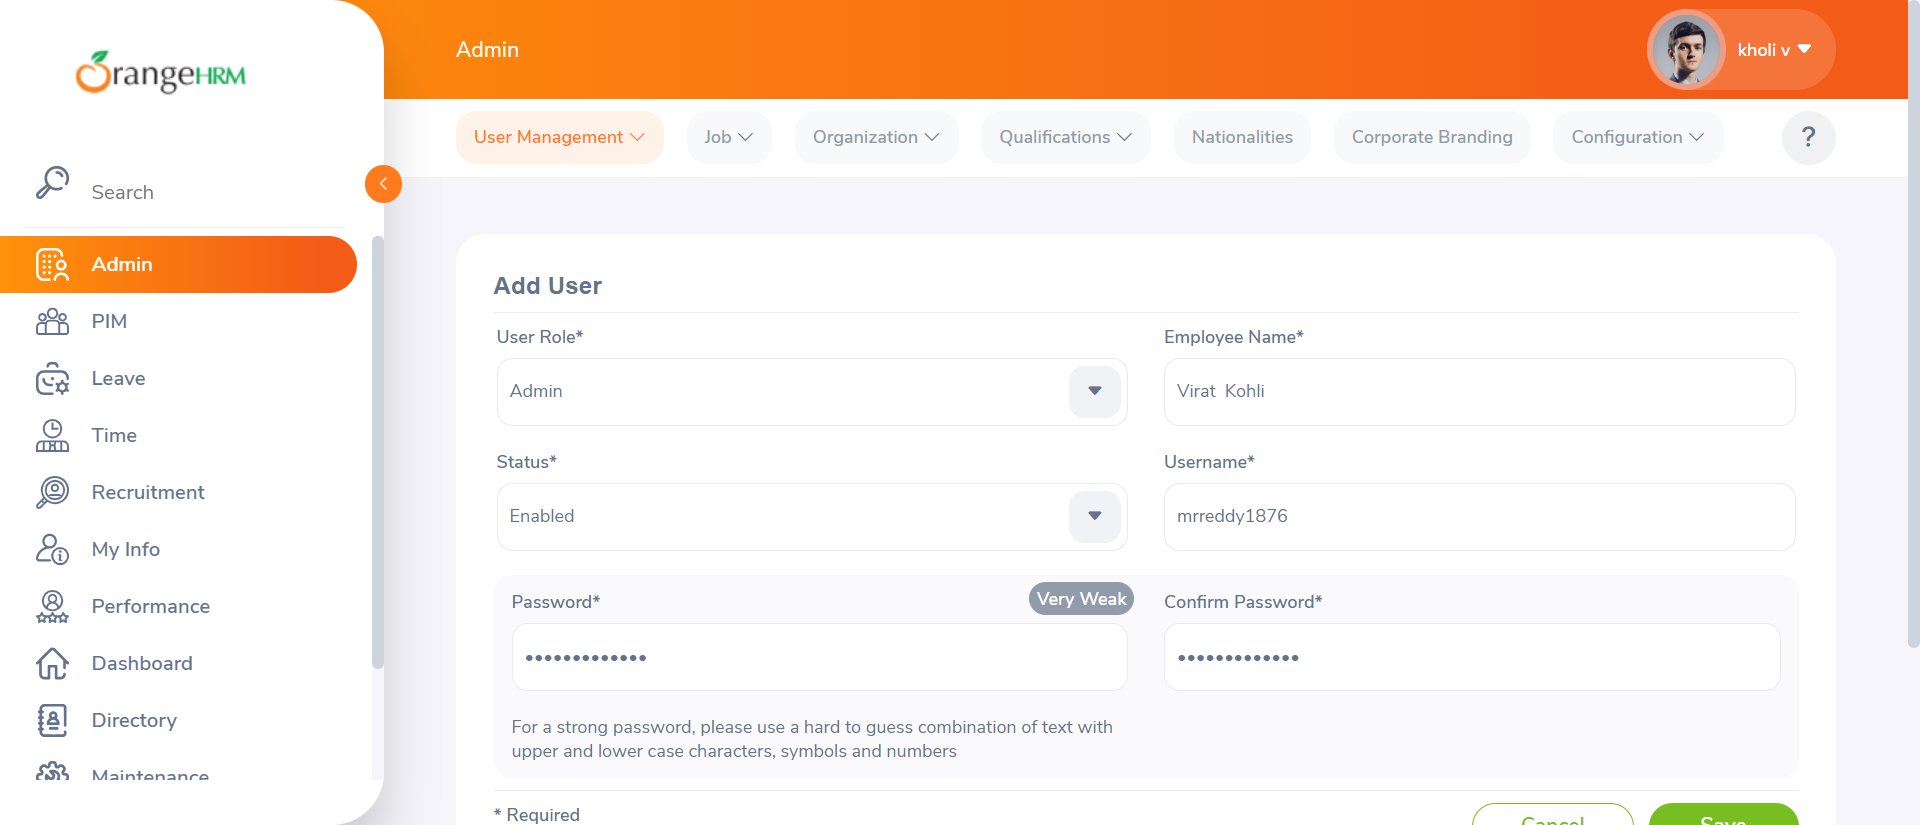 OrangeHRM
Admin
kholi v
User Management
Job
Organization
Qualifications
Nationalities
Corporate Branding
Configuration
?
Search
Admin
PIM
Leave
Time
Recruitment
My Info
Performance
Dashboard
Directory
Maintenance
Add User
User Role*
Employee Name*
Admin
Virat  Kohli
Status*
Username*
Enabled
mrreddy1876
Password*
Very Weak
Confirm Password*
•••••••••••••
•••••••••••••
For a strong password, please use a hard to guess combination of text with
upper and lower case characters, symbols and numbers
* Required
Cancel
Save